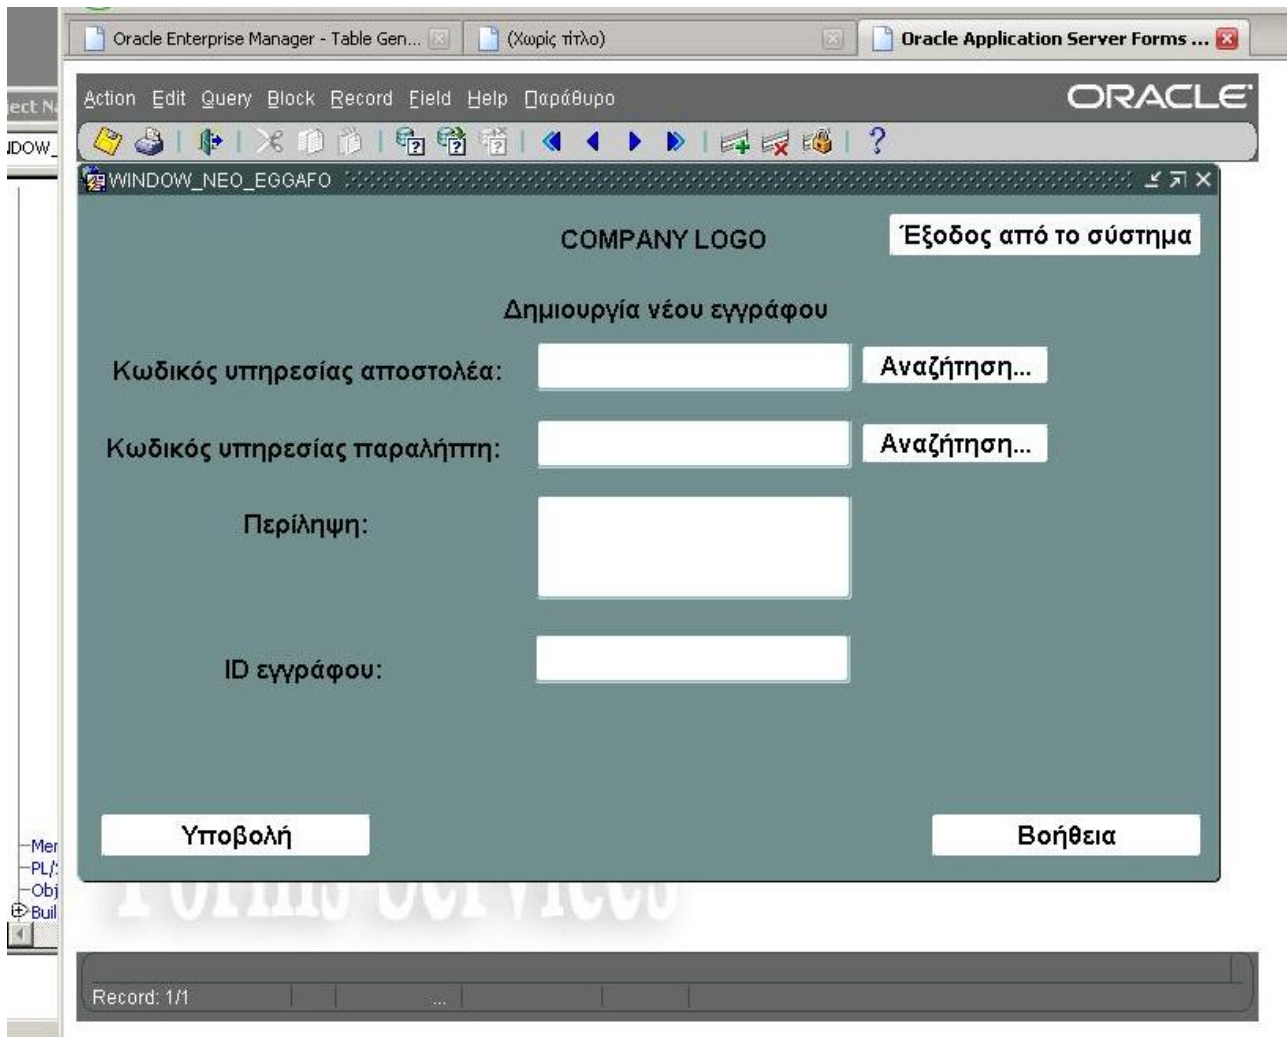 Oracle Enterprise Manager - Table Gen... (Χωρίς τίτλο) Oracle Application Server Forms ...
Action Edit Query Block Record Field Help Παράθυρο ORACLE
WINDOW_NEO_EGGAFO
COMPANY LOGO Έξοδος από το σύστημα
Δημιουργία νέου εγγράφου
Κωδικός υπηρεσίας αποστολέα: Αναζήτηση...
Κωδικός υπηρεσίας παραλήπτη: Αναζήτηση...
Περίληψη:
ID εγγράφου:
Υποβολή Βοήθεια
Forms Services
Record: 1/1 ...